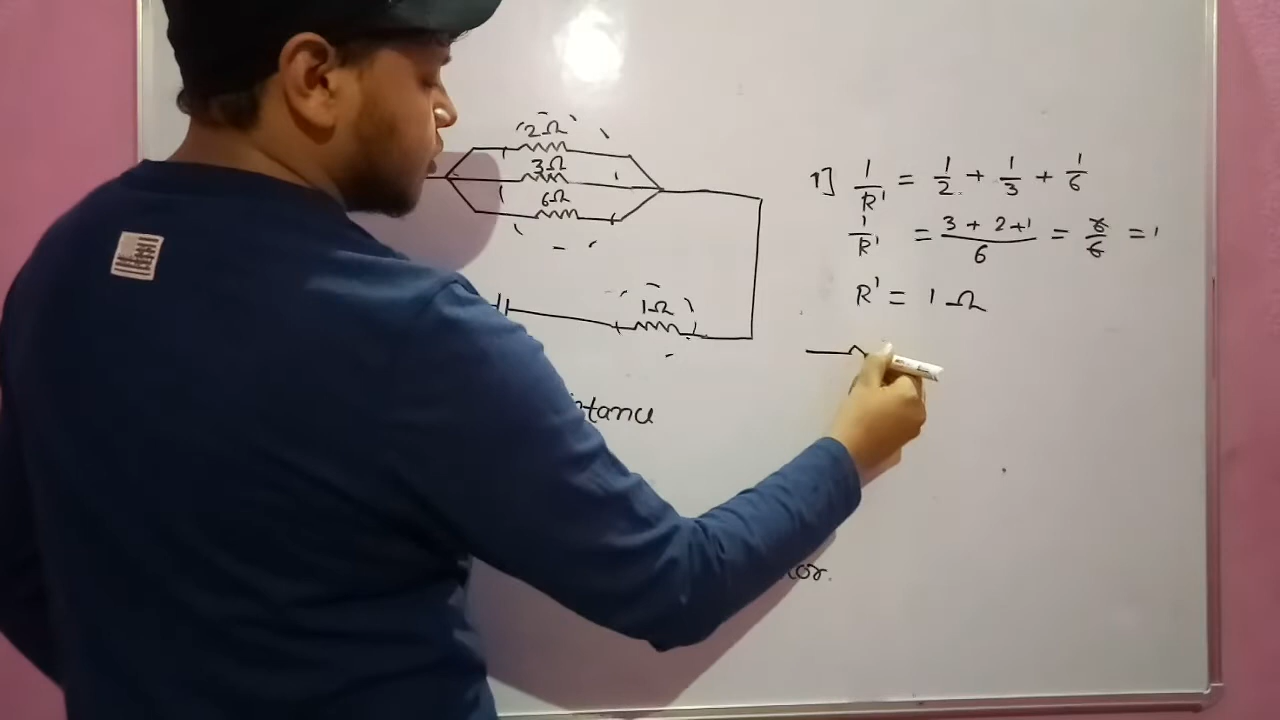 2Ω
3Ω
6Ω
1Ω
1] 1/R' = 1/2 + 1/3 + 1/6
1/R' = 3 + 2 + 1/6 = 6/6 = 1
R' = 1 Ω